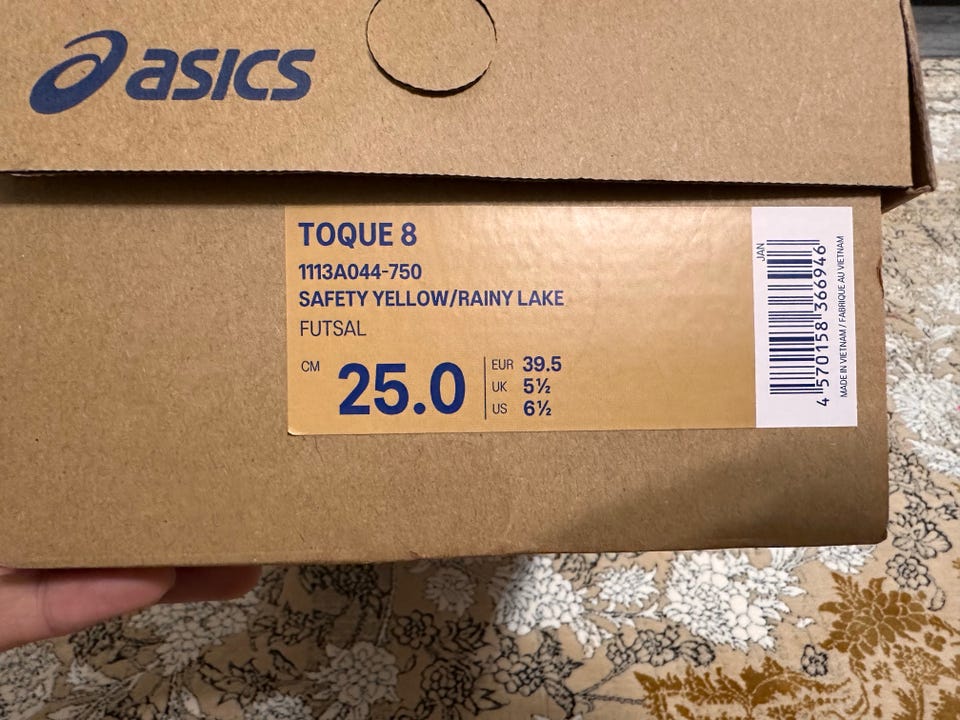 asics
TOQUE 8
1113A044-750
SAFETY YELLOW/RAINY LAKE
FUTSAL
CM 25.0
EUR 39.5
UK 5½
US 6½
JAN
4 570158 366946
MADE IN VIETNAM / FABRIQUE AU VIETNAM